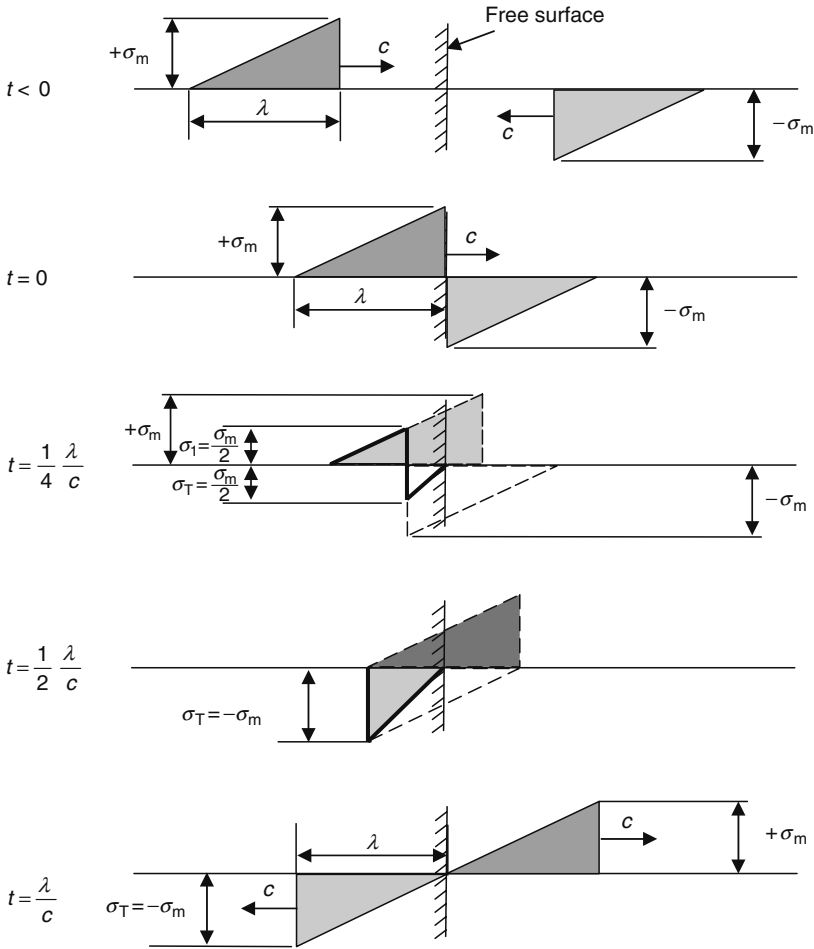 Free surface
+σm
c
t < 0
λ
c
−σm
+σm
c
t = 0
λ
−σm
+σm
σ1 = σm/2
t = 1/4 λ/c
σT = σm/2
−σm
t = 1/2 λ/c
σT = −σm
λ
c
+σm
c
t = λ/c
σT = −σm